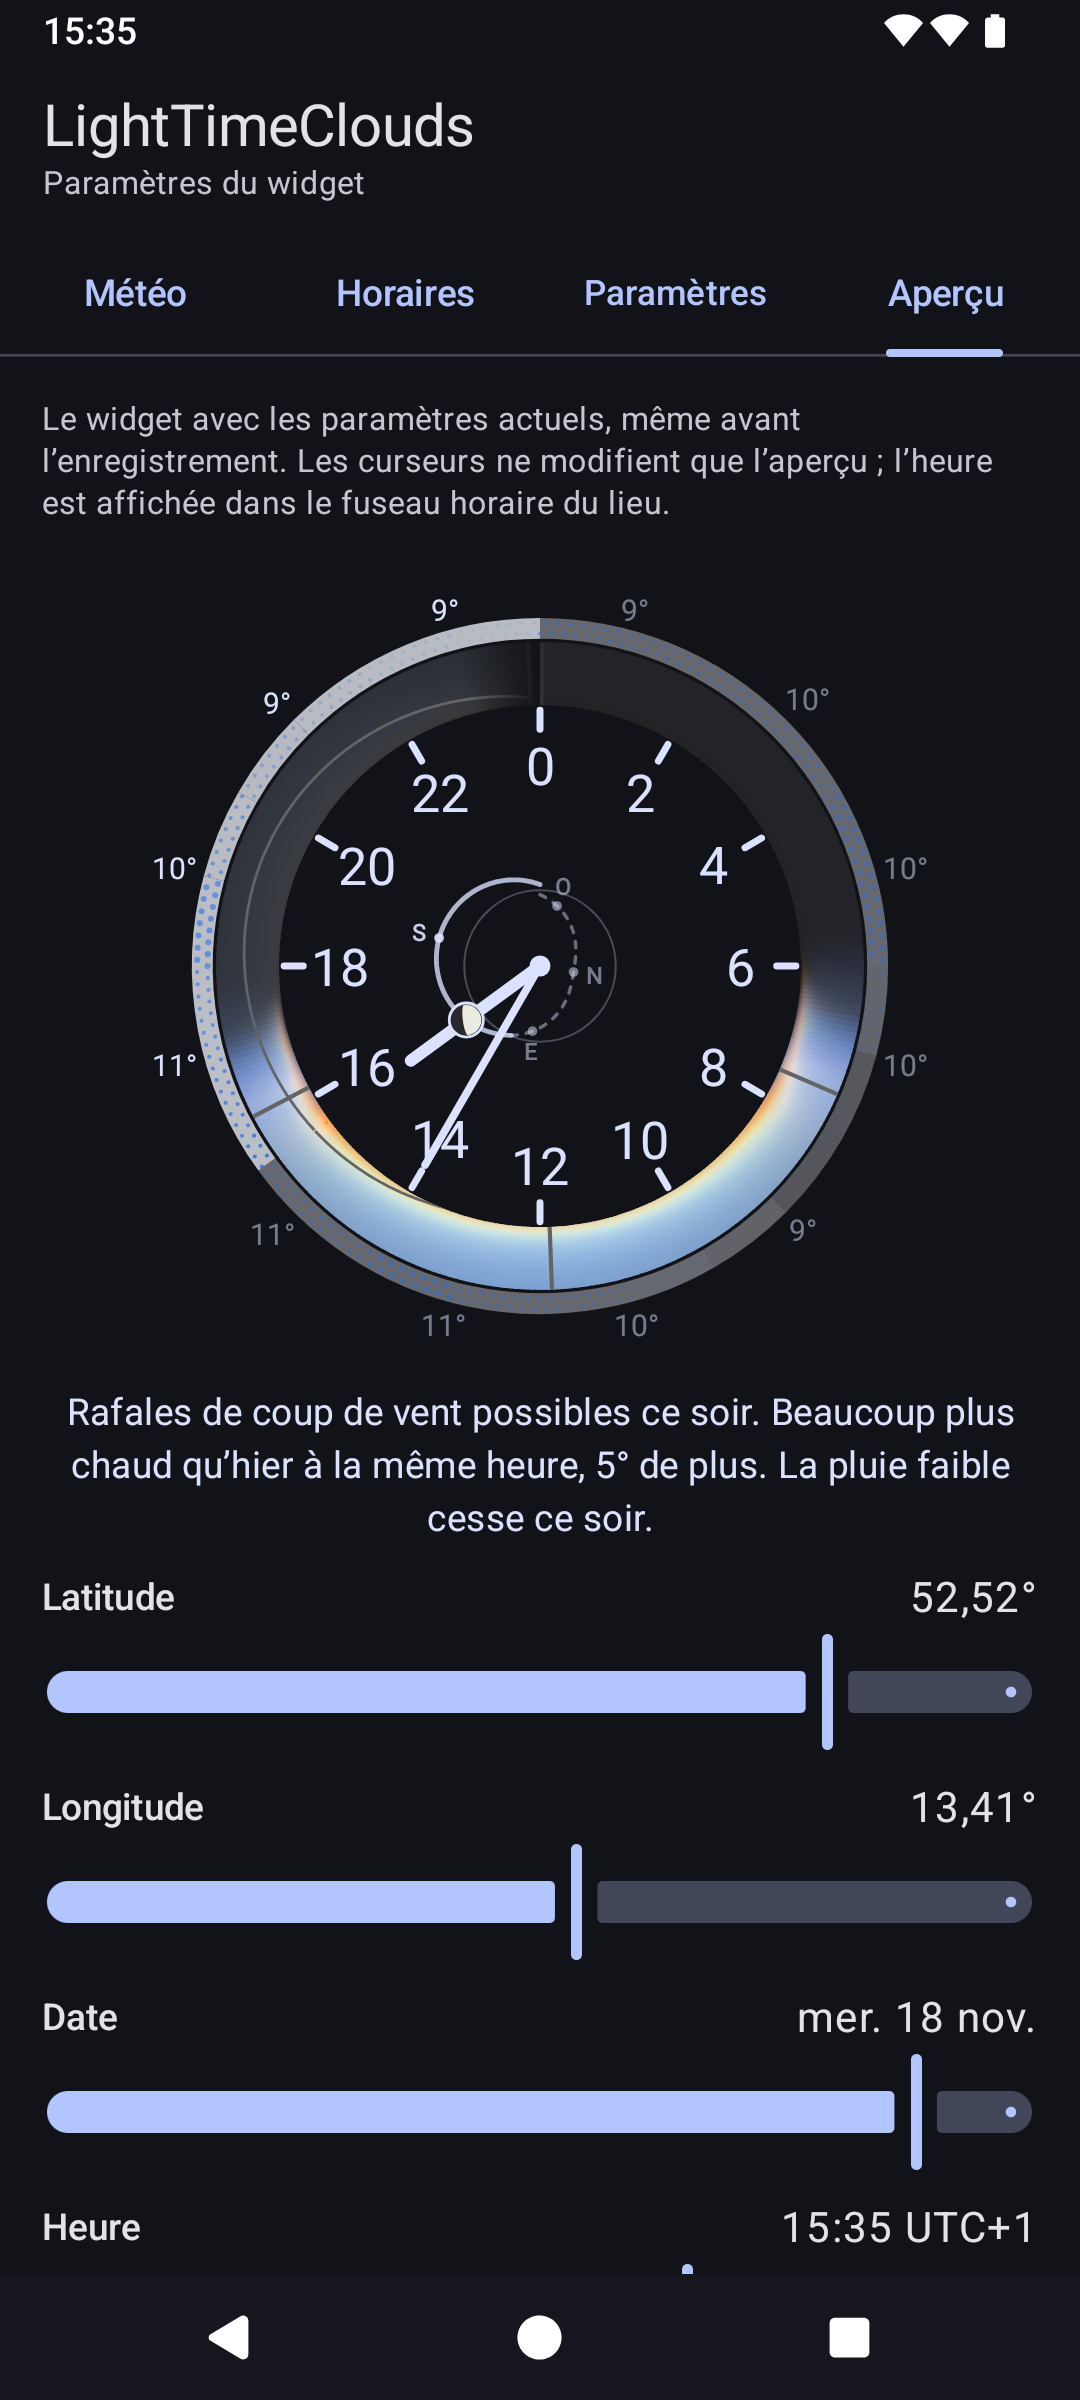 15:35
LightTimeClouds
Paramètres du widget
Météo Horaires Paramètres Aperçu
Le widget avec les paramètres actuels, même avant
l’enregistrement. Les curseurs ne modifient que l’aperçu ; l’heure
est affichée dans le fuseau horaire du lieu.
9° 9°
9° 10°
0
22 2
20 4
10° 10°
O
S
18 N 6
E
11° 16 8 10°
14 10
12
11° 9°
11° 10°
Rafales de coup de vent possibles ce soir. Beaucoup plus
chaud qu’hier à la même heure, 5° de plus. La pluie faible
cesse ce soir.
Latitude 52,52°
Longitude 13,41°
Date mer. 18 nov.
Heure 15:35 UTC+1